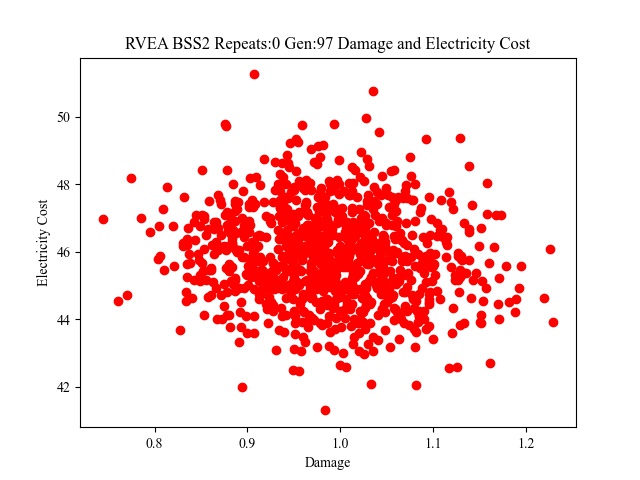 RVEA BSS2 Repeats:0 Gen:97 Damage and Electricity Cost
50
48
46
44
42
Electricity Cost
0.8 0.9 1.0 1.1 1.2
Damage